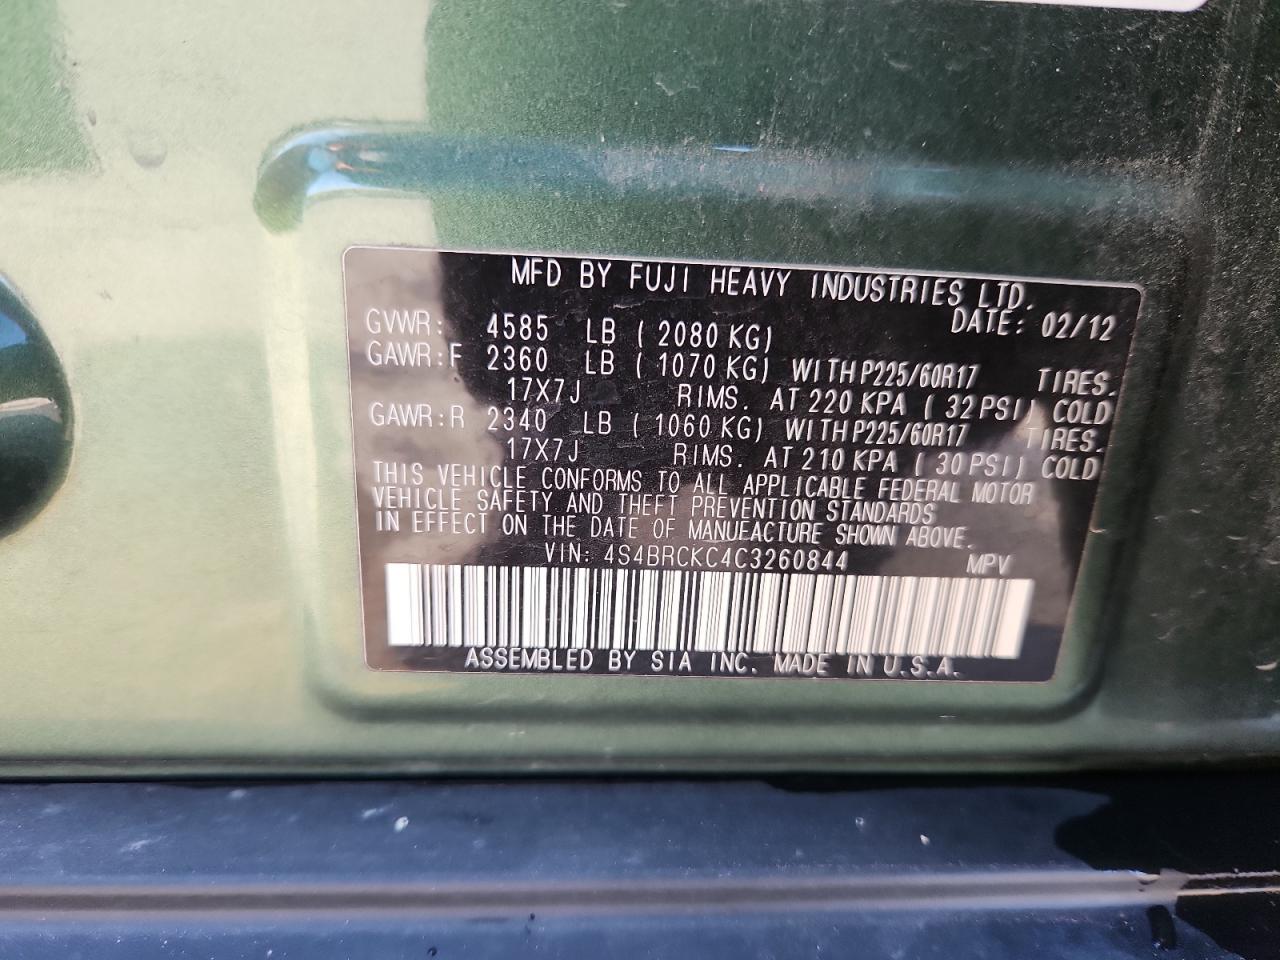 MFD BY FUJI HEAVY INDUSTRIES LTD.
DATE: 02/12
GVWR: 4585 LB ( 2080 KG)
GAWR: F 2360 LB ( 1070 KG) WITH P225/60R17 TIRES.
17X7J RIMS. AT 220 KPA ( 32 PSI) COLD
GAWR: R 2340 LB ( 1060 KG) WITH P225/60R17 TIRES.
17X7J RIMS. AT 210 KPA ( 30 PSI) COLD
THIS VEHICLE CONFORMS TO ALL APPLICABLE FEDERAL MOTOR
VEHICLE SAFETY AND THEFT PREVENTION STANDARDS
IN EFFECT ON THE DATE OF MANUFACTURE SHOWN ABOVE.
VIN: 4S4BRCKC4C3260844 MPV
ASSEMBLED BY SIA INC. MADE IN U.S.A.